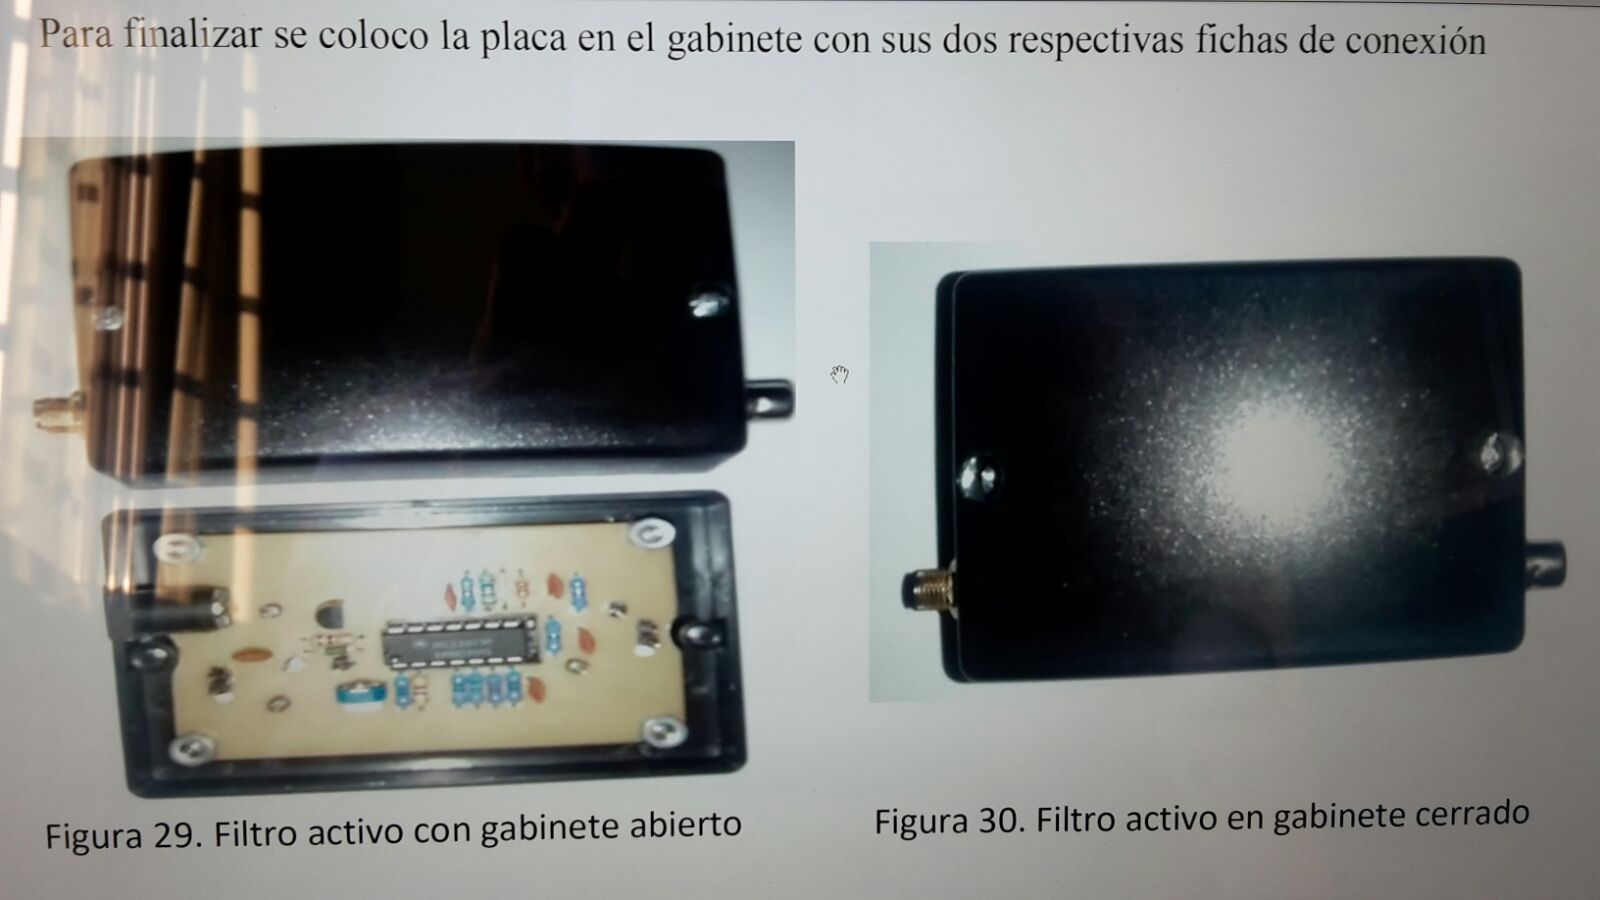 Para finalizar se coloco la placa en el gabinete con sus dos respectivas fichas de conexión
Figura 29. Filtro activo con gabinete abierto
Figura 30. Filtro activo en gabinete cerrado